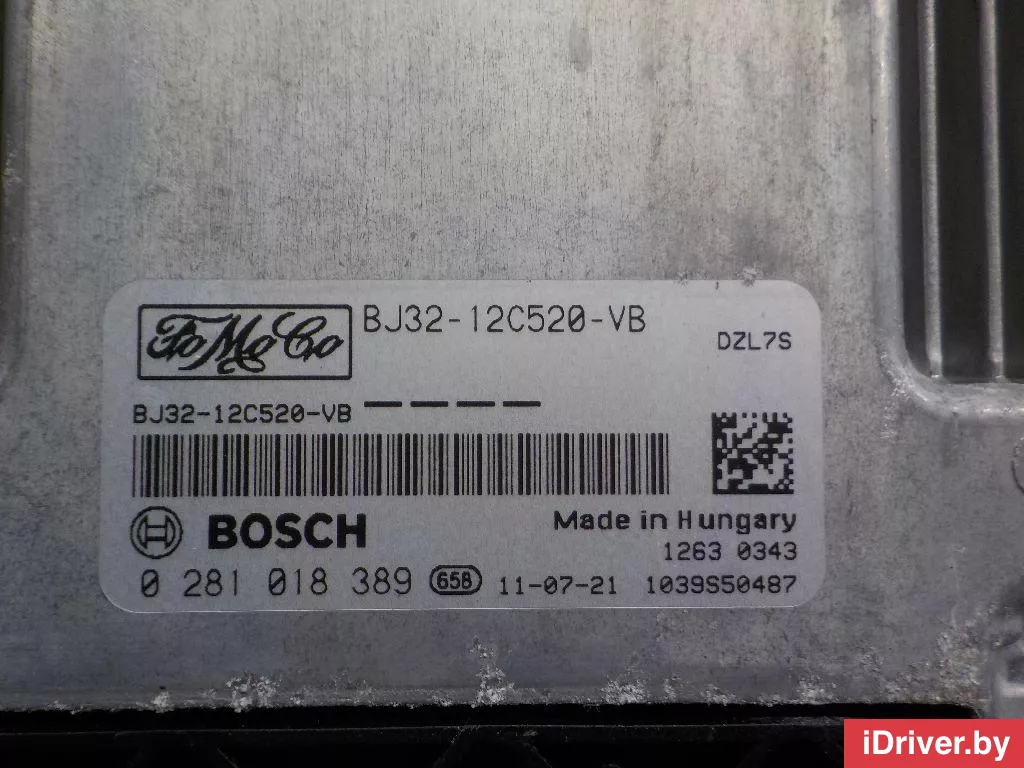 FoMoCo BJ32-12C520-VB
DZL7S
BJ32-12C520-VB — — — —
BOSCH
Made in Hungary
1263 0343
0 281 018 389 658 11-07-21 1039S50487
iDriver.by